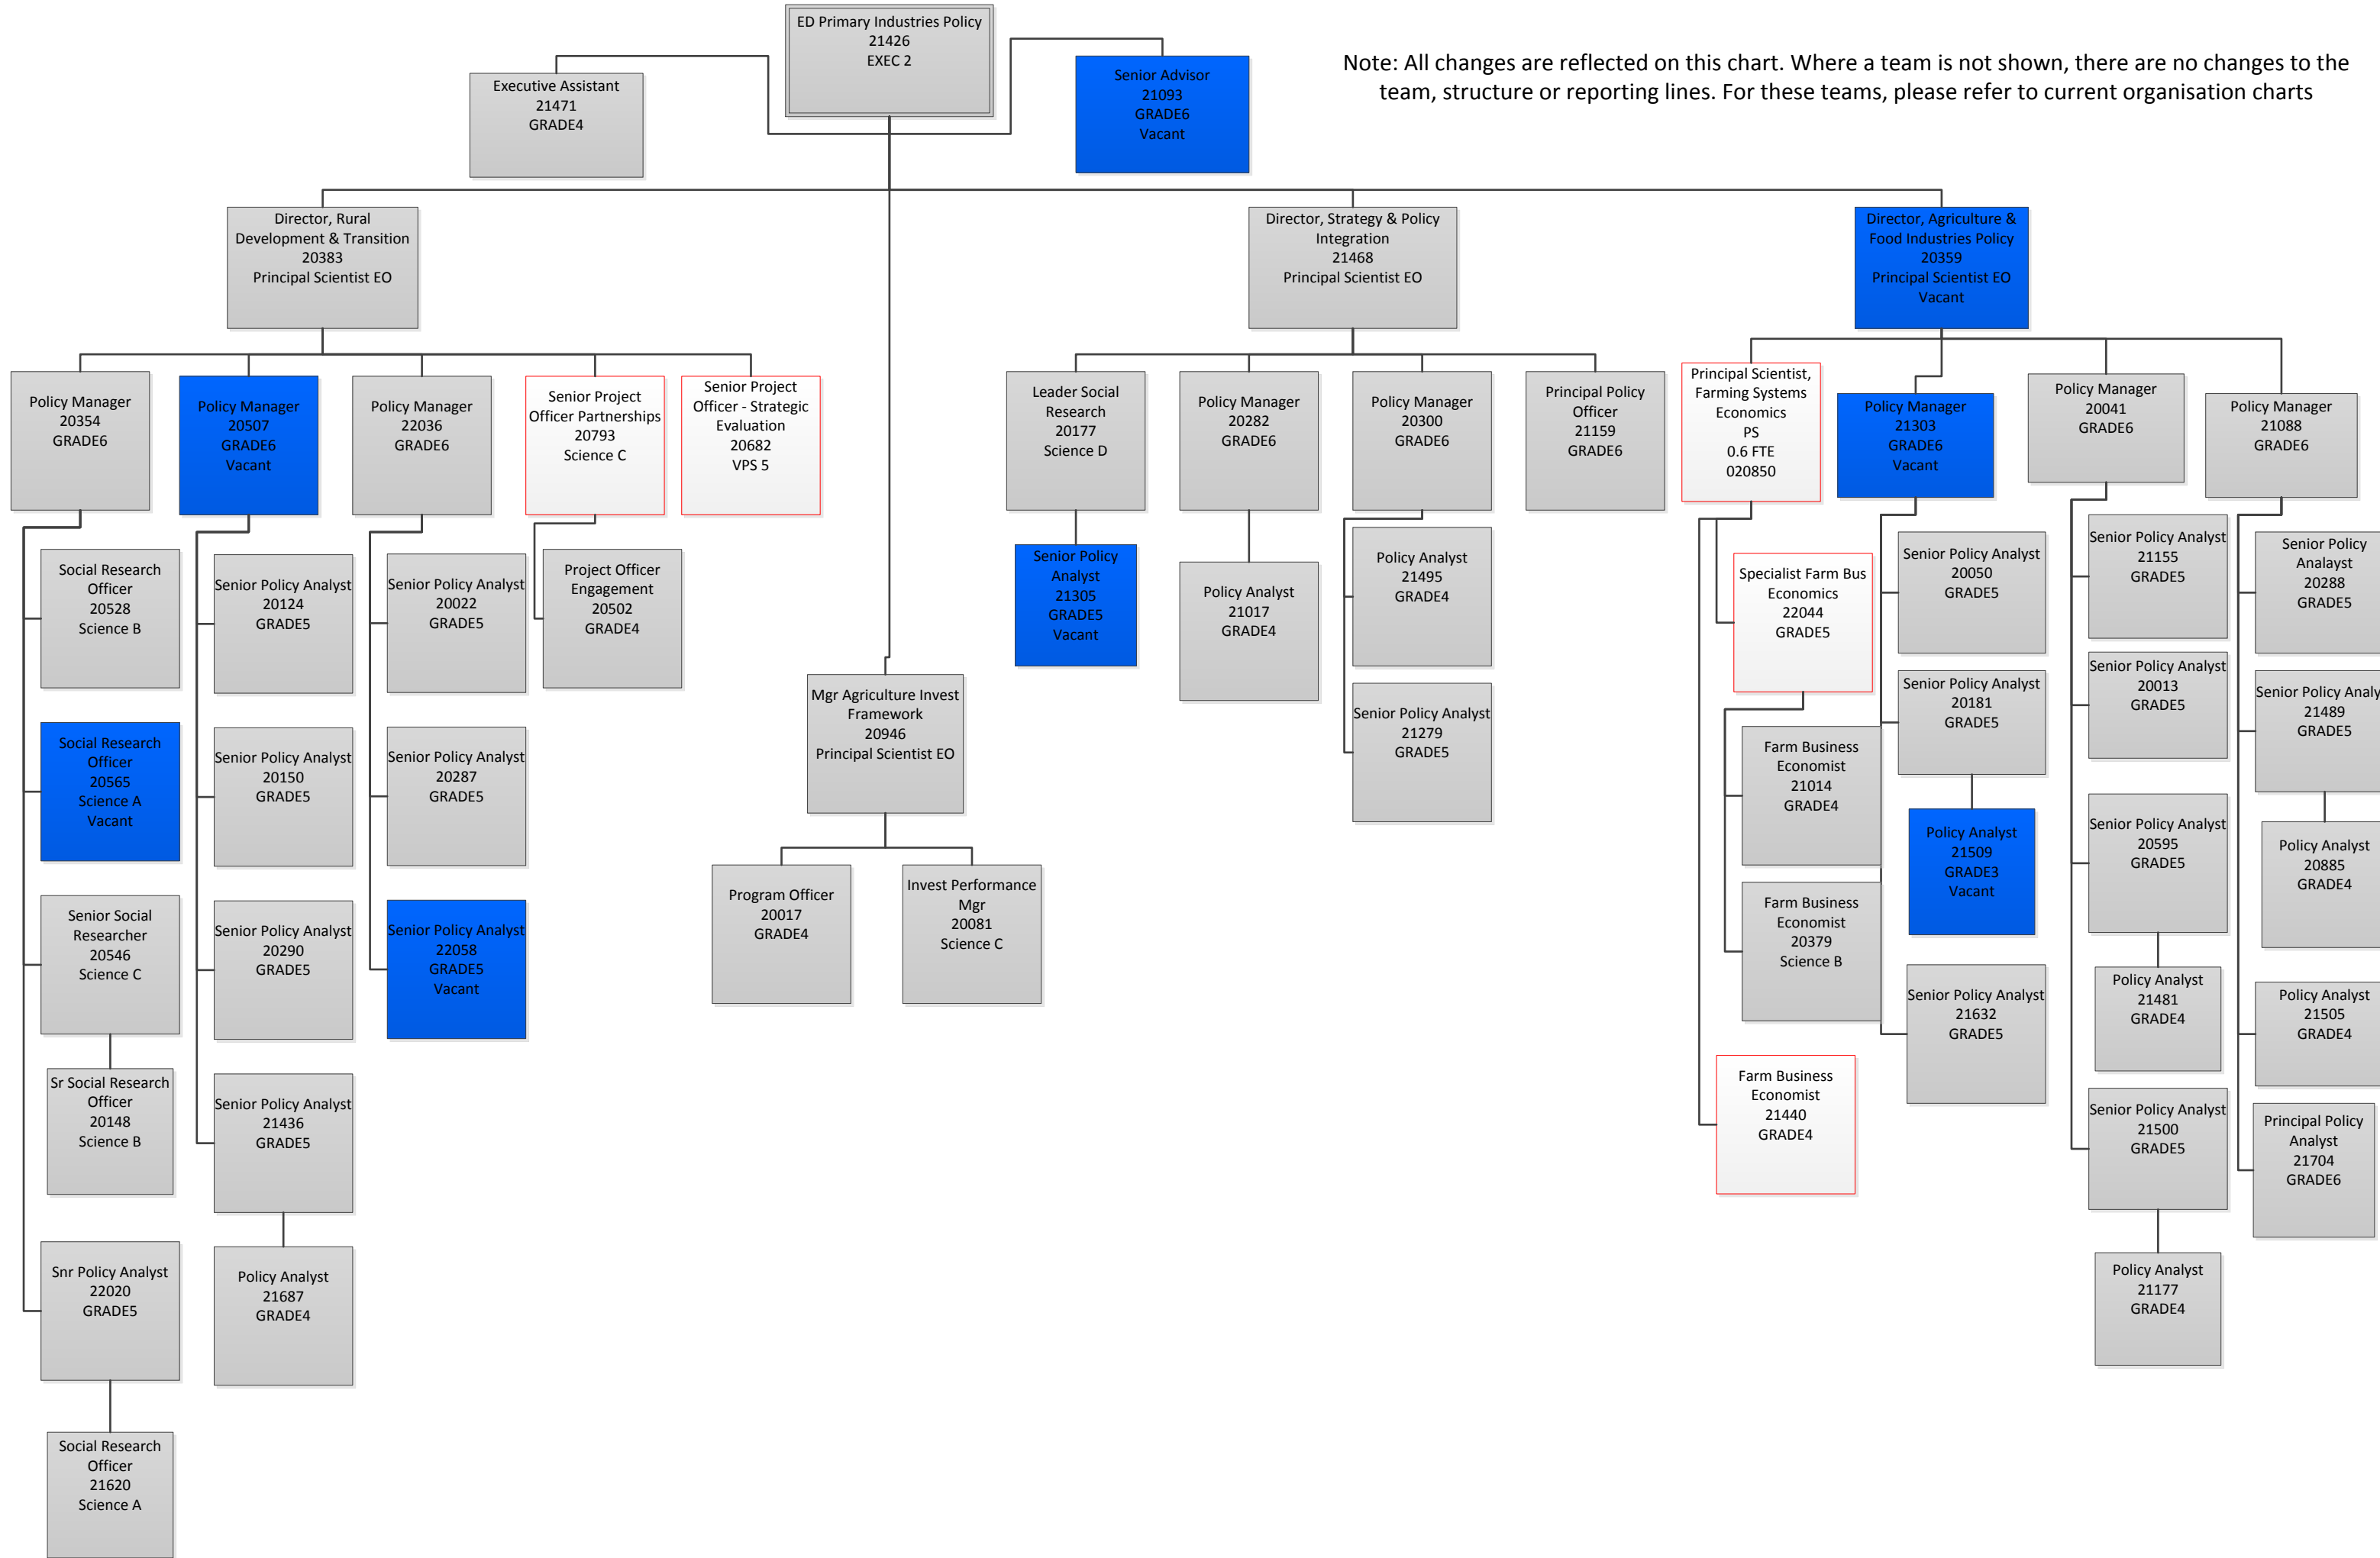 ED Primary Industries Policy
21426
EXEC 2
Executive Assistant
21471
GRADE4
Senior Advisor
21093
GRADE6
Vacant
Note: All changes are reflected on this chart. Where a team is not shown, there are no changes to the
team, structure or reporting lines. For these teams, please refer to current organisation charts
Director, Rural
Development & Transition
20383
Principal Scientist EO
Director, Strategy & Policy
Integration
21468
Principal Scientist EO
Director, Agriculture &
Food Industries Policy
20359
Principal Scientist EO
Vacant
Policy Manager
20354
GRADE6
Policy Manager
20507
GRADE6
Vacant
Policy Manager
22036
GRADE6
Senior Project
Officer Partnerships
20793
Science C
Senior Project
Officer - Strategic
Evaluation
20682
VPS 5
Leader Social
Research
20177
Science D
Policy Manager
20282
GRADE6
Policy Manager
20300
GRADE6
Principal Policy
Officer
21159
GRADE6
Principal Scientist,
Farming Systems
Economics
PS
0.6 FTE
020850
Policy Manager
21303
GRADE6
Vacant
Policy Manager
20041
GRADE6
Policy Manager
21088
GRADE6
Social Research
Officer
20528
Science B
Social Research
Officer
20565
Science A
Vacant
Senior Social
Researcher
20546
Science C
Sr Social Research
Officer
20148
Science B
Snr Policy Analyst
22020
GRADE5
Social Research
Officer
21620
Science A
Senior Policy Analyst
20124
GRADE5
Senior Policy Analyst
20150
GRADE5
Senior Policy Analyst
20290
GRADE5
Senior Policy Analyst
21436
GRADE5
Policy Analyst
21687
GRADE4
Senior Policy Analyst
20022
GRADE5
Senior Policy Analyst
20287
GRADE5
Senior Policy Analyst
22058
GRADE5
Vacant
Project Officer
Engagement
20502
GRADE4
Mgr Agriculture Invest
Framework
20946
Principal Scientist EO
Program Officer
20017
GRADE4
Invest Performance
Mgr
20081
Science C
Senior Policy
Analyst
21305
GRADE5
Vacant
Policy Analyst
21017
GRADE4
Policy Analyst
21495
GRADE4
Senior Policy Analyst
21279
GRADE5
Specialist Farm Bus
Economics
22044
GRADE5
Farm Business
Economist
21014
GRADE4
Farm Business
Economist
20379
Science B
Farm Business
Economist
21440
GRADE4
Senior Policy Analyst
20050
GRADE5
Senior Policy Analyst
20181
GRADE5
Policy Analyst
21509
GRADE3
Vacant
Senior Policy Analyst
21632
GRADE5
Senior Policy Analyst
21155
GRADE5
Senior Policy Analyst
20013
GRADE5
Senior Policy Analyst
20595
GRADE5
Policy Analyst
21481
GRADE4
Senior Policy Analyst
21500
GRADE5
Policy Analyst
21177
GRADE4
Senior Policy
Analayst
20288
GRADE5
Senior Policy Analy
21489
GRADE5
Policy Analyst
20885
GRADE4
Policy Analyst
21505
GRADE4
Principal Policy
Analyst
21704
GRADE6